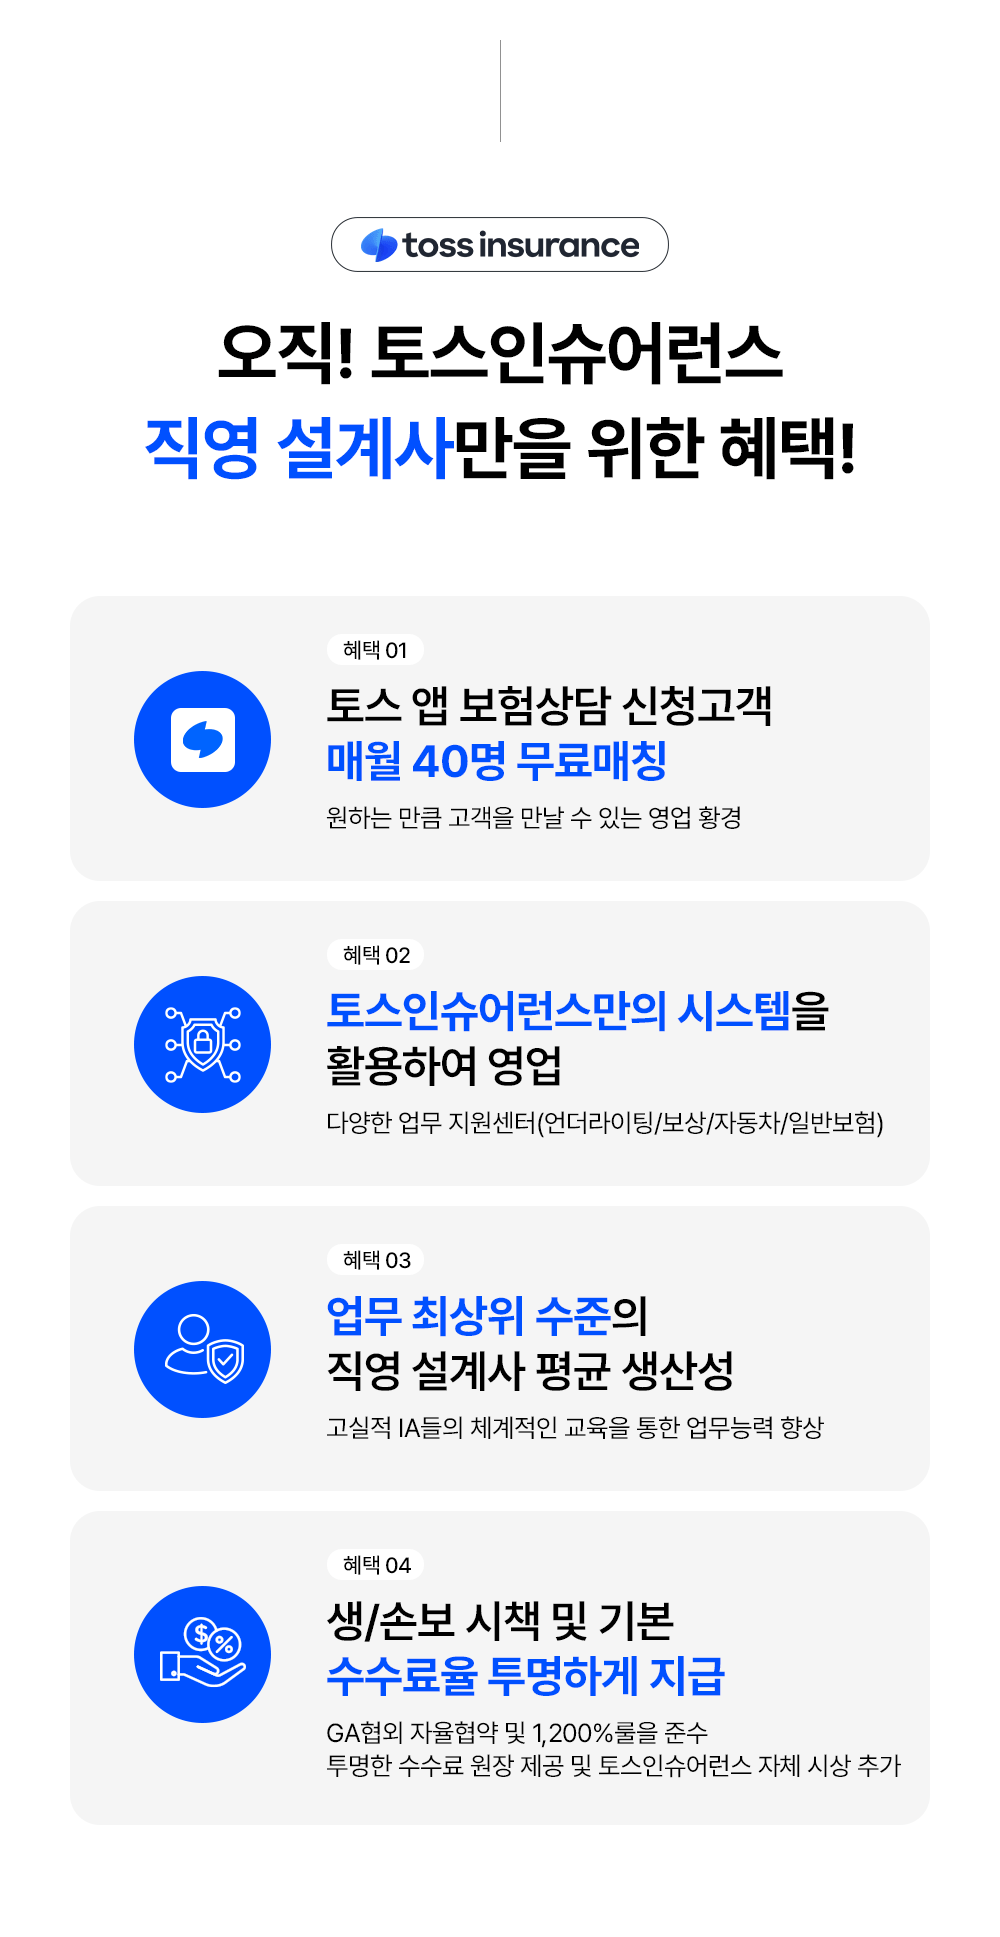 toss insurance
오직! 토스인슈어런스
직영 설계사만을 위한 혜택!
혜택 01
토스 앱 보험상담 신청고객
매월 40명 무료매칭
원하는 만큼 고객을 만날 수 있는 영업 황경
혜택 02
토스인슈어런스만의 시스템을
활용하여 영업
다양한 업무 지원센터(언더라이팅/보상/자동차/일반보험)
혜택 03
업무 최상위 수준의
직영 설계사 평균 생산성
고실적 IA들의 체계적인 교육을 통한 업무능력 향상
혜택 04
생/손보 시책 및 기본
수수료율 투명하게 지급
GA협외 자율협약 및 1,200%룰을 준수
투명한 수수료 원장 제공 및 토스인슈어런스 자체 시상 추가